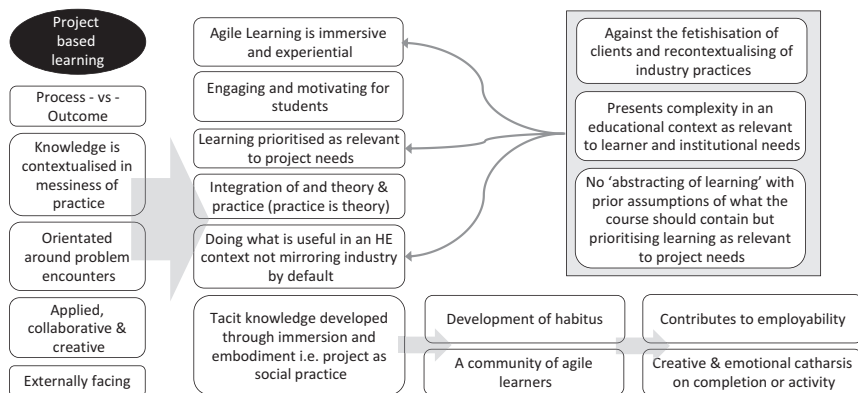 Project
based
learning
Process - vs -
Outcome
Knowledge is
contextualised in
messiness of
practice
Orientated
around problem
encounters
Applied,
collaborative &
creative
Externally facing
Agile Learning is immersive
and experiential
Engaging and motivating for
students
Learning prioritised as relevant
to project needs
Integration of and theory &
practice (practice is theory)
Doing what is useful in an HE
context not mirroring industry
by default
Tacit knowledge developed
through immersion and
embodiment i.e. project as
social practice
Against the fetishisation of
clients and recontextualising of
industry practices
Presents complexity in an
educational context as relevant
to learner and institutional needs
No ‘abstracting of learning’ with
prior assumptions of what the
course should contain but
prioritising learning as relevant
to project needs
Development of habitus
A community of agile
learners
Contributes to employability
Creative & emotional catharsis
on completion or activity